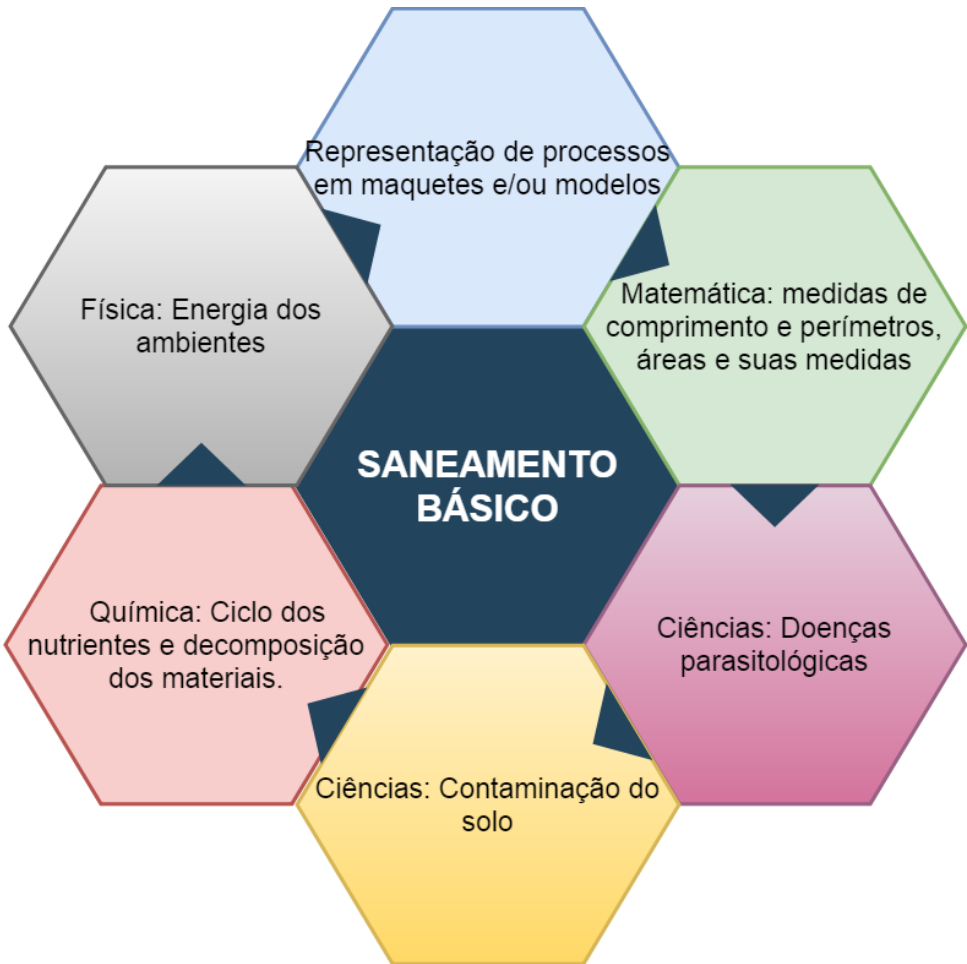 Representação de processos
em maquetes e/ou modelos
Física: Energia dos
ambientes
Matemática: medidas de
comprimento e perímetros,
áreas e suas medidas
SANEAMENTO
BÁSICO
Química: Ciclo dos
nutrientes e decomposição
dos materiais.
Ciências: Doenças
parasitológicas
Ciências: Contaminação do
solo